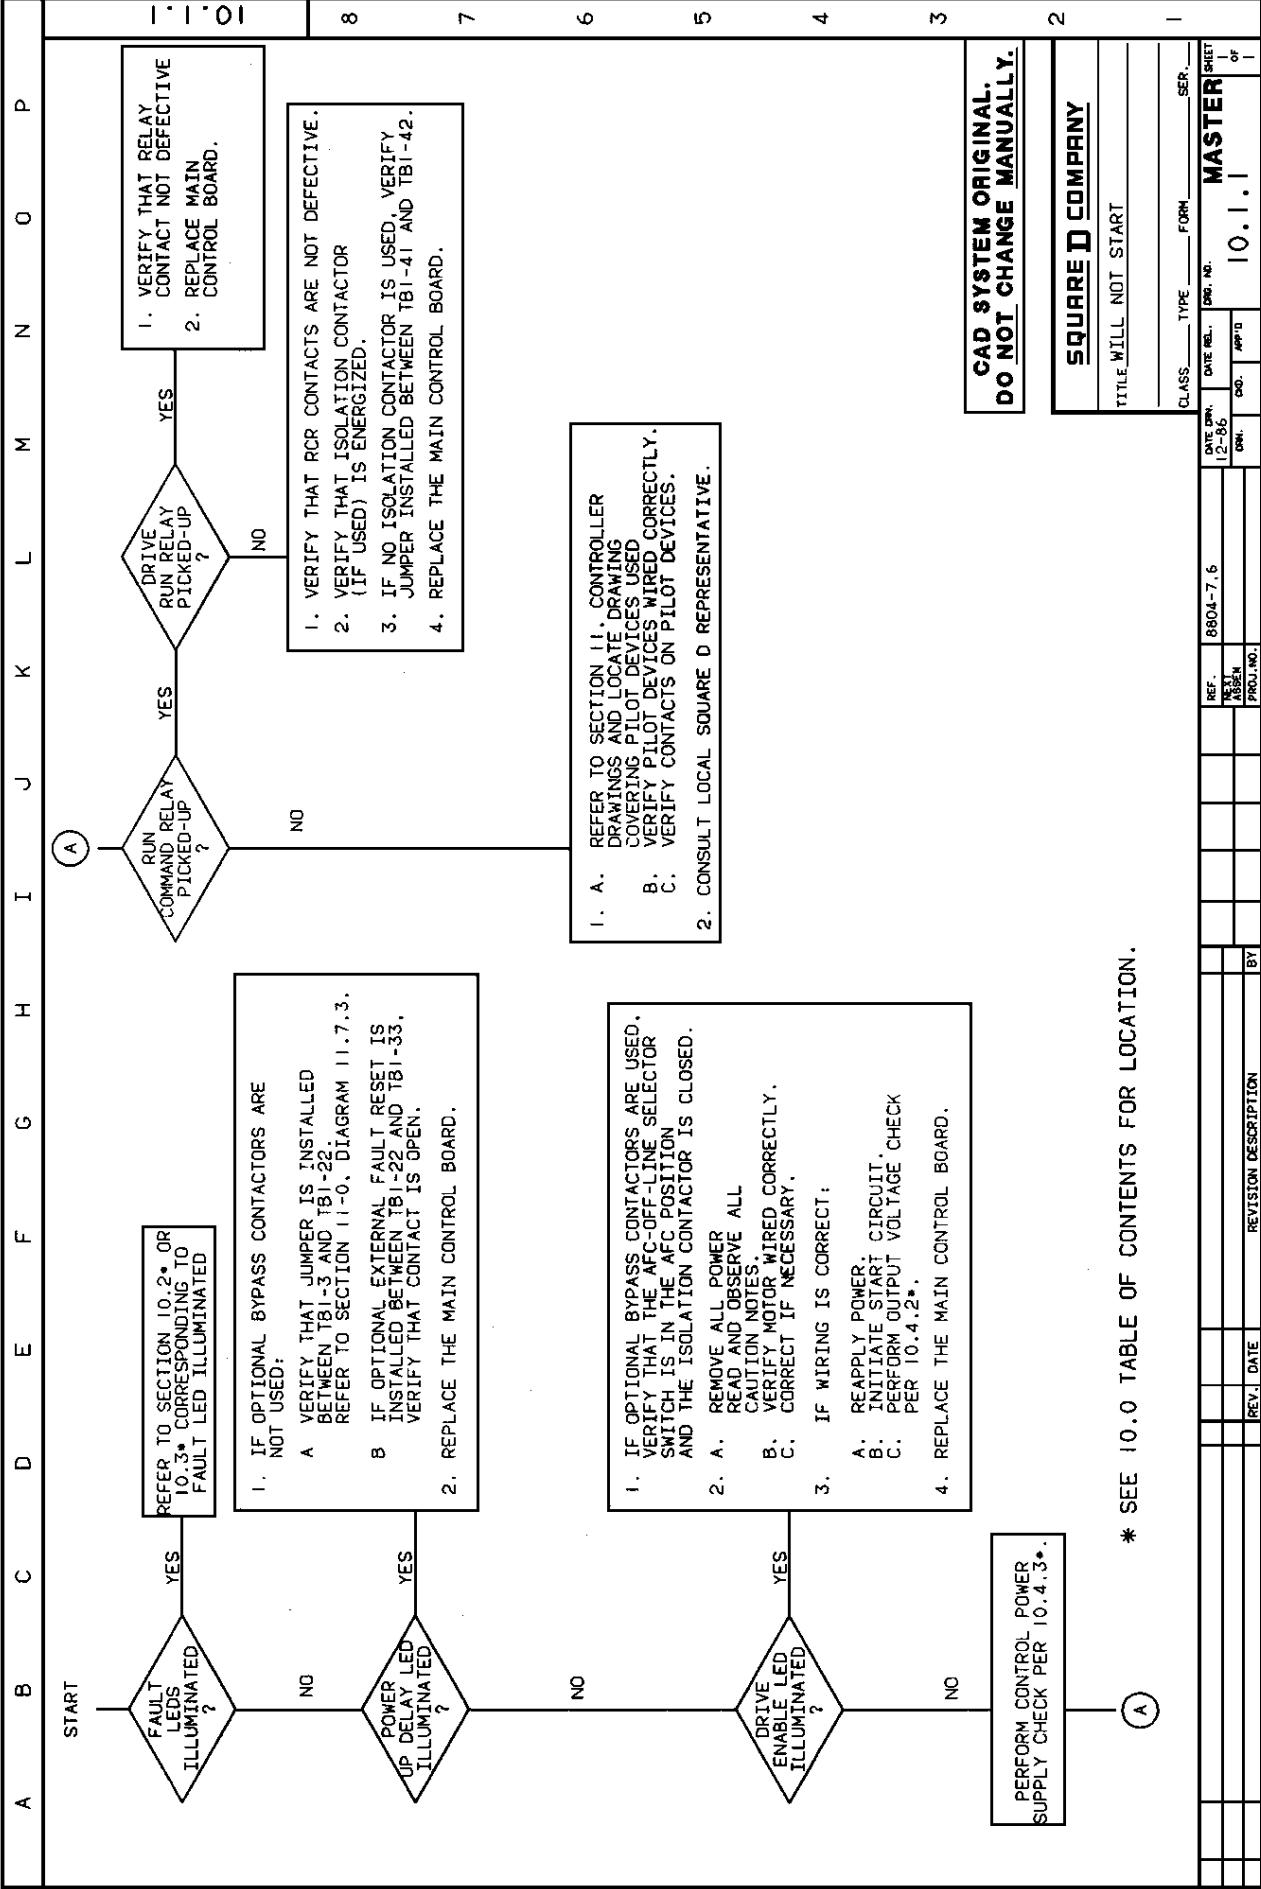 A B C D E F G H I J K L M N O P
10.1.1
8
7
6
5
4
3
2
1
START
FAULT
LEDS
ILLUMINATED
?
YES
REFER TO SECTION 10.2* OR
10.3* CORRESPONDING TO
FAULT LED ILLUMINATED
NO
POWER
UP DELAY LED
ILLUMINATED
?
YES
1. IF OPTIONAL BYPASS CONTACTORS ARE
NOT USED:
A VERIFY THAT JUMPER IS INSTALLED
BETWEEN TB1-3 AND TB1-22.
REFER TO SECTION 11-0, DIAGRAM 11.7.3.
B IF OPTIONAL EXTERNAL FAULT RESET IS
INSTALLED BETWEEN TB1-22 AND TB1-33,
VERIFY THAT CONTACT IS OPEN.
2. REPLACE THE MAIN CONTROL BOARD.
NO
DRIVE
ENABLE LED
ILLUMINATED
?
YES
1. IF OPTIONAL BYPASS CONTACTORS ARE USED,
VERIFY THAT THE AFC-OFF-LINE SELECTOR
SWITCH IS IN THE AFC POSITION
AND THE ISOLATION CONTACTOR IS CLOSED.
2. A. REMOVE ALL POWER
READ AND OBSERVE ALL
CAUTION NOTES.
B. VERIFY MOTOR WIRED CORRECTLY.
C. CORRECT IF NECESSARY.
3. IF WIRING IS CORRECT:
A. REAPPLY POWER.
B. INITIATE START CIRCUIT.
C. PERFORM OUTPUT VOLTAGE CHECK
PER 10.4.2*.
4. REPLACE THE MAIN CONTROL BOARD.
NO
PERFORM CONTROL POWER
SUPPLY CHECK PER 10.4.3*.
A
* SEE 10.0 TABLE OF CONTENTS FOR LOCATION.
A
RUN
COMMAND RELAY
PICKED-UP
?
YES
NO
1. A. REFER TO SECTION 11. CONTROLLER
DRAWINGS AND LOCATE DRAWING
COVERING PILOT DEVICES USED
B. VERIFY PILOT DEVICES WIRED CORRECTLY.
C. VERIFY CONTACTS ON PILOT DEVICES.
2. CONSULT LOCAL SQUARE D REPRESENTATIVE.
DRIVE
RUN RELAY
PICKED-UP
?
YES
1. VERIFY THAT RELAY
CONTACT NOT DEFECTIVE
2. REPLACE MAIN
CONTROL BOARD.
NO
1. VERIFY THAT RCR CONTACTS ARE NOT DEFECTIVE.
2. VERIFY THAT ISOLATION CONTACTOR
(IF USED) IS ENERGIZED.
3. IF NO ISOLATION CONTACTOR IS USED, VERIFY
JUMPER INSTALLED BETWEEN TB1-41 AND TB1-42.
4. REPLACE THE MAIN CONTROL BOARD.
CAD SYSTEM ORIGINAL.
DO NOT CHANGE MANUALLY.
SQUARE D COMPANY
TITLE WILL NOT START
CLASS TYPE FORM SER.
REV. DATE REVISION DESCRIPTION BY
REF. 8804-7,6
NEXT
ASSEM
PROJ.NO.
DATE DRN.
12-86
DATE REL.
DRN. CKD. APP'D
DRG. NO.
10.1.1
MASTER
SHEET
1
OF
1